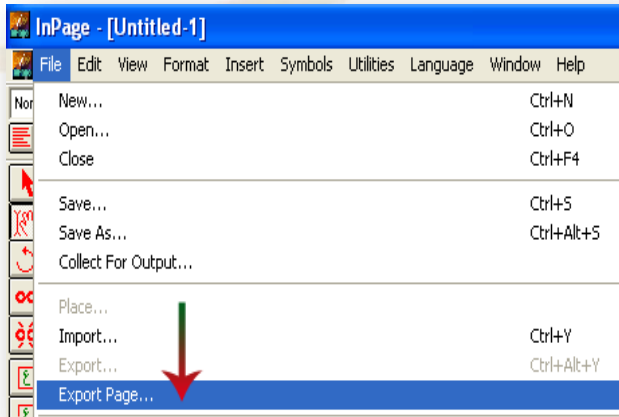 InPage - [Untitled-1]
File Edit View Format Insert Symbols Utilities Language Window Help
Nor
New... Ctrl+N
Open... Ctrl+O
Close Ctrl+F4
Save... Ctrl+S
Save As... Ctrl+Alt+S
Collect For Output...
Place...
Import... Ctrl+Y
Export... Ctrl+Alt+Y
Export Page...